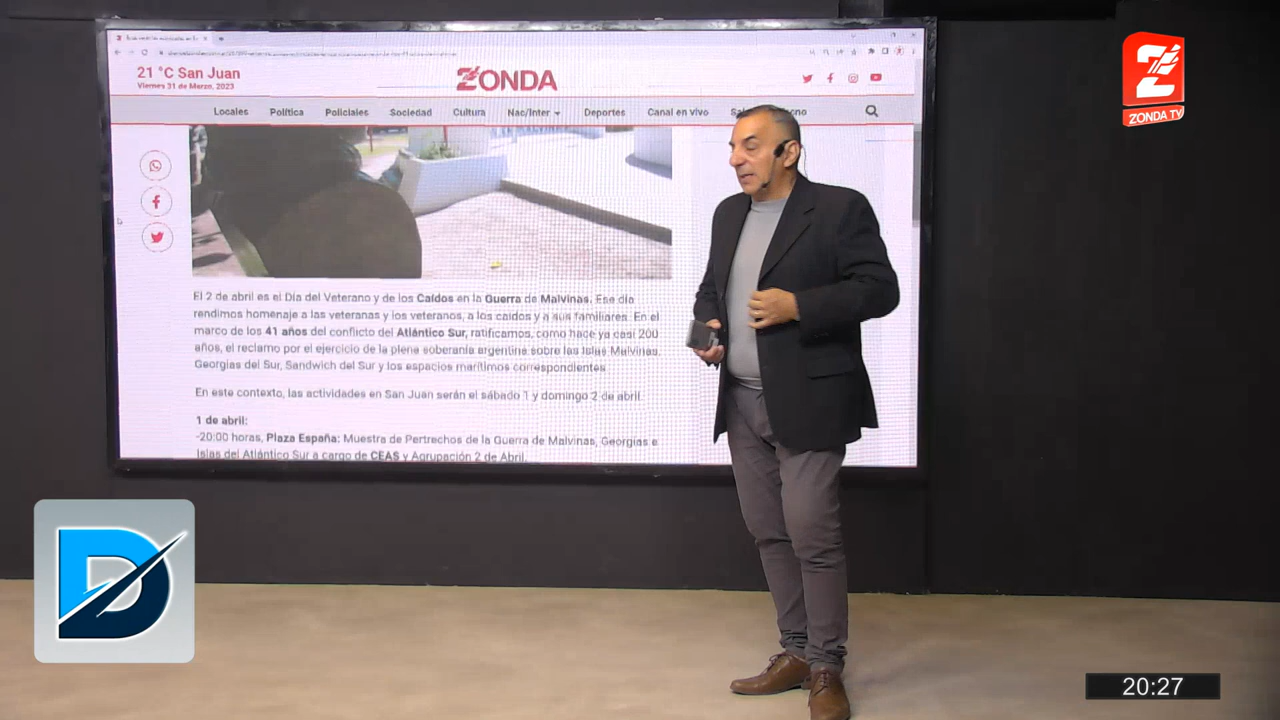 21 °C San Juan
Viernes 31 de Marzo, 2023
ZONDA
Locales Política Policiales Sociedad Cultura Nac/Inter Deportes Canal en vivo
El 2 de abril es el Día del Veterano y de los Caídos en la Guerra de Malvinas. Ese día
rendimos homenaje a las veteranas y los veteranos, a los caídos y a sus familiares. En el
marco de los 41 años del conflicto del Atlántico Sur, ratificamos, como hace ya casi 200
años, el reclamo por el ejercicio de la plena soberanía argentina sobre las Islas Malvinas,
Georgias del Sur, Sandwich del Sur y los espacios marítimos correspondientes.
En este contexto, las actividades en San Juan serán el sábado 1 y domingo 2 de abril.
1 de abril:
-20:00 horas, Plaza España: Muestra de Pertrechos de la Guerra de Malvinas, Georgias e
Islas del Atlántico Sur a cargo de CEAS y Agrupación 2 de Abril.
Z
ZONDA TV
D
20:27